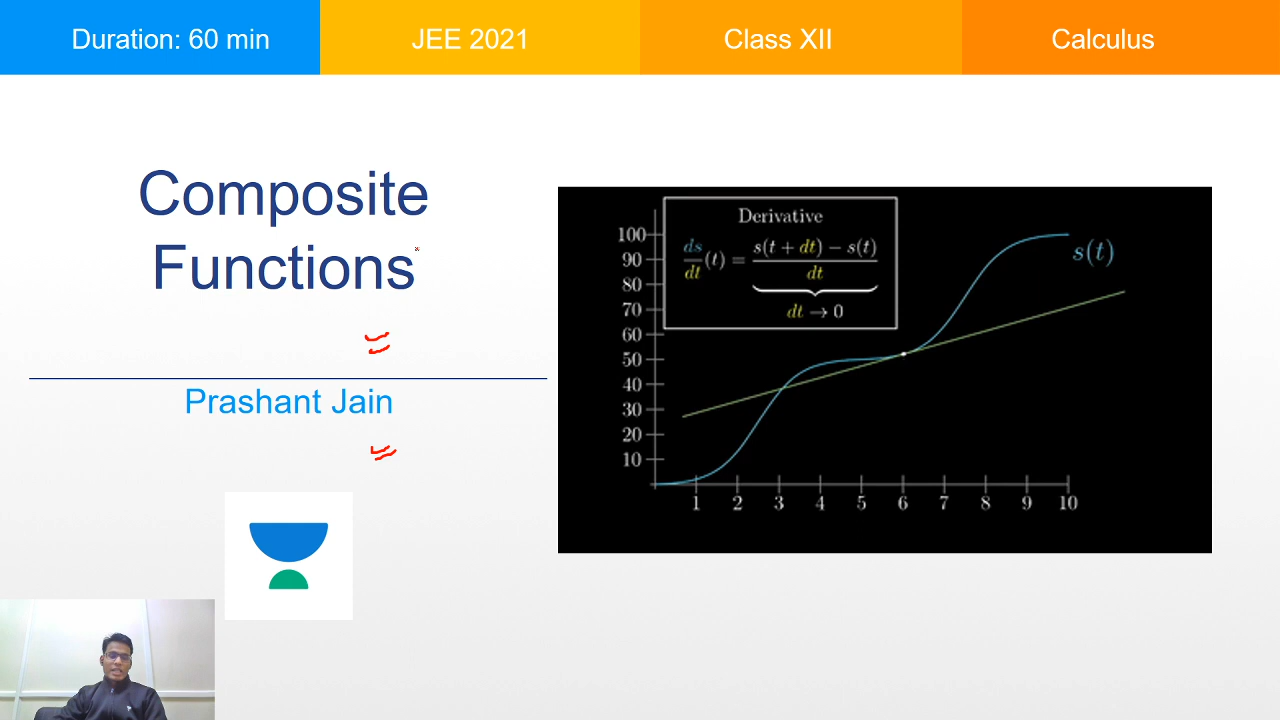 Duration: 60 min
JEE 2021
Class XII
Calculus
Composite
Functions
Prashant Jain
Derivative
ds/dt (t) = s(t + dt) − s(t) / dt
dt → 0
s(t)
100
90
80
70
60
50
40
30
20
10
1 2 3 4 5 6 7 8 9 10